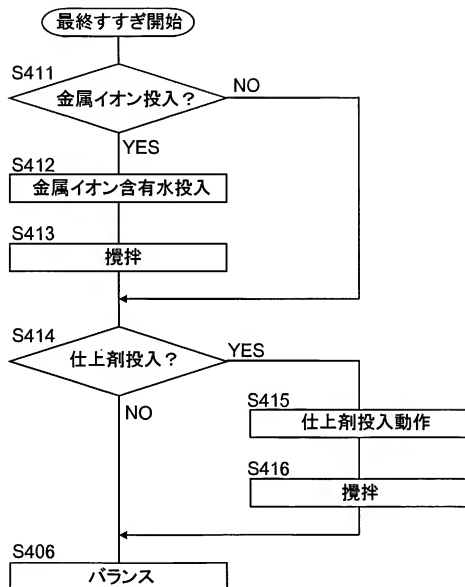 最終すすぎ開始
S411
金属イオン投入？
NO
YES
S412
金属イオン含有水投入
S413
攪拌
S414
仕上剤投入？
YES
NO
S415
仕上剤投入動作
S416
攪拌
S406
バランス